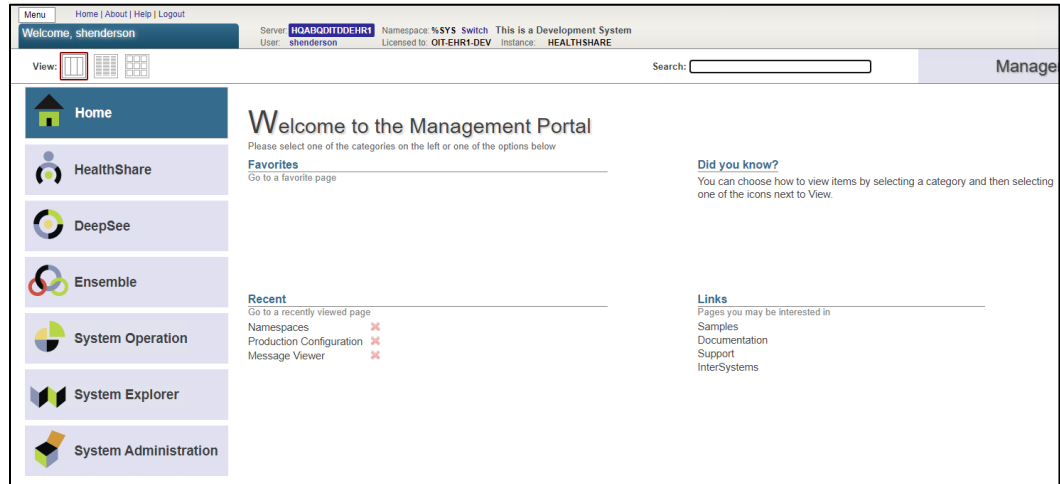 Menu Home | About | Help | Logout
Welcome, shenderson
Server: HQABQDITDDEHR1 Namespace: %SYS Switch This is a Development System
User: shenderson Licensed to: OIT-EHR1-DEV Instance: HEALTHSHARE
View: Search: Manage
Home
HealthShare
DeepSee
Ensemble
System Operation
System Explorer
System Administration
Welcome to the Management Portal
Please select one of the categories on the left or one of the options below
Favorites
Go to a favorite page
Did you know?
You can choose how to view items by selecting a category and then selecting
one of the icons next to View.
Recent
Go to a recently viewed page
Namespaces
Production Configuration
Message Viewer
Links
Pages you may be interested in
Samples
Documentation
Support
InterSystems